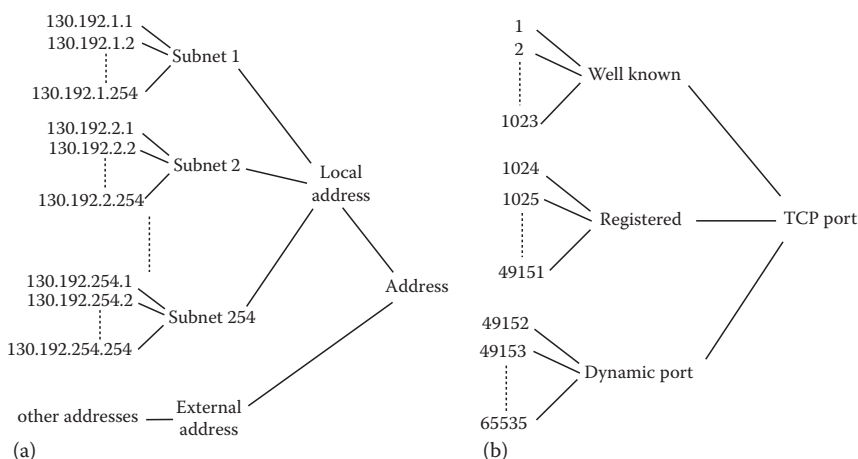 130.192.1.1
130.192.1.2
130.192.1.254
Subnet 1
130.192.2.1
130.192.2.2
130.192.2.254
Subnet 2
130.192.254.1
130.192.254.2
130.192.254.254
Subnet 254
Local
address
other addresses
External
address
Address
(a)
1
2
1023
Well known
1024
1025
49151
Registered
49152
49153
65535
Dynamic port
TCP port
(b)